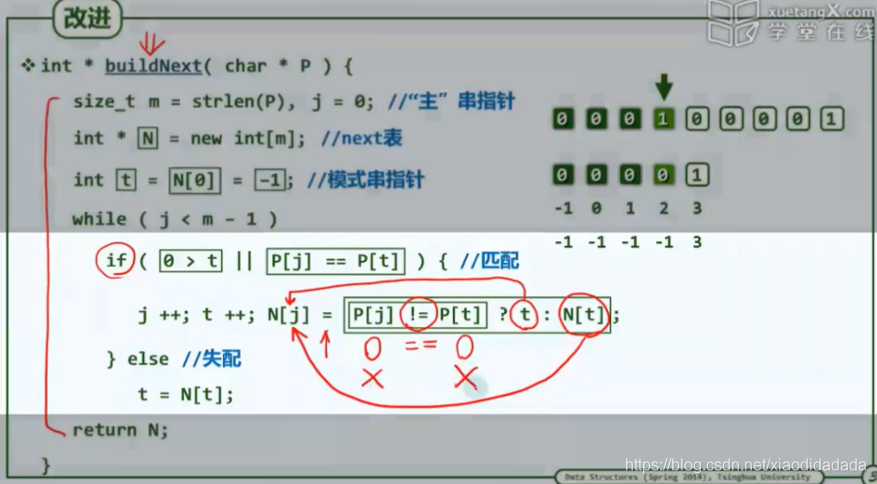 改进
xuetangX.com
学堂在线
❖int * buildNext( char * P ) {
size_t m = strlen(P), j = 0; //“主”串指针
int * N = new int[m]; //next表
int t = N[0] = -1; //模式串指针
while ( j < m - 1 )
if ( 0 > t || P[j] == P[t] ) { //匹配
j ++; t ++; N[j] = P[j] != P[t] ? t : N[t];
0 == 0
X X
} else //失配
t = N[t];
return N;
}
0 0 0 1 0 0 0 0 1
0 0 0 0 1
-1 0 1 2 3
-1 -1 -1 -1 3
https://blog.csdn.net/xiaodidadada
Data Structures (Spring 2014), Tsinghua University